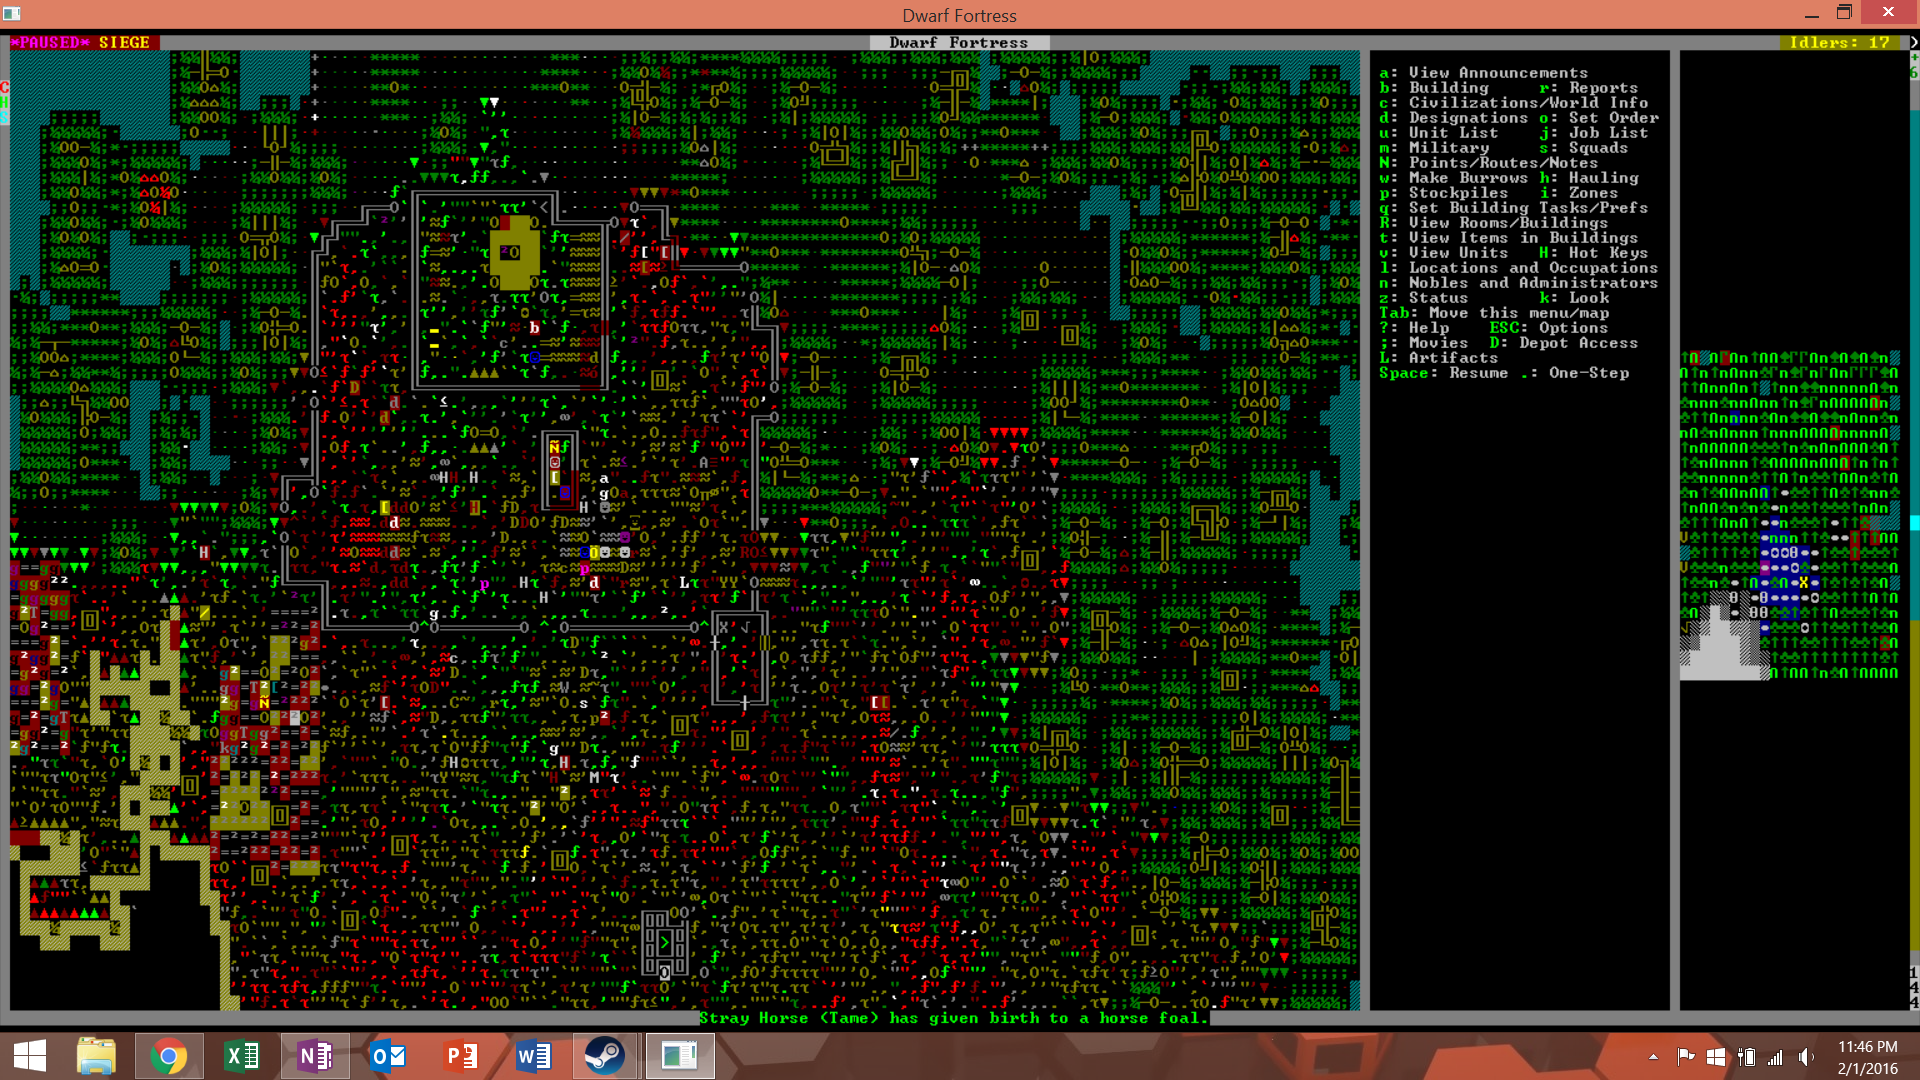 Dwarf Fortress
*PAUSED* SIEGE
Dwarf Fortress
Idlers: 17
a: View Announcements
b: Building r: Reports
c: Civilizations/World Info
d: Designations o: Set Order
u: Unit List j: Job List
m: Military s: Squads
N: Points/Routes/Notes
w: Make Burrows h: Hauling
p: Stockpiles i: Zones
q: Set Building Tasks/Prefs
R: View Rooms/Buildings
t: View Items in Buildings
v: View Units H: Hot Keys
l: Locations and Occupations
n: Nobles and Administrators
z: Status k: Look
Tab: Move this menu/map
?: Help ESC: Options
;: Movies D: Depot Access
L: Artifacts
Space: Resume .: One-Step
Stray Horse (Tame) has given birth to a horse foal.
11:46 PM
2/1/2016